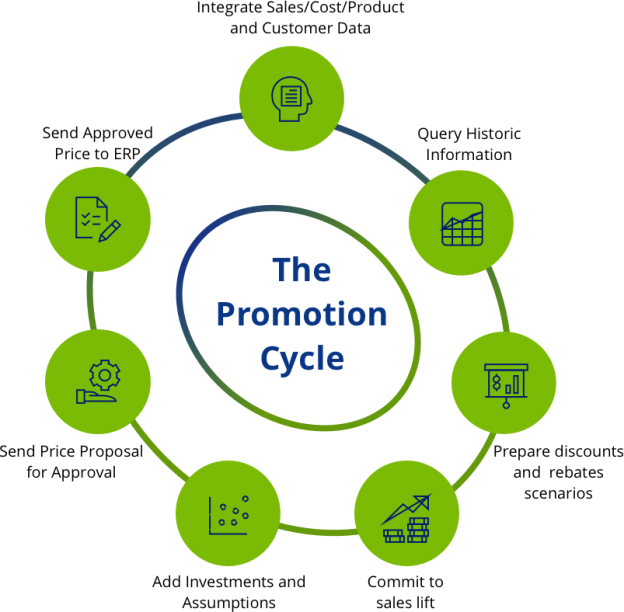 Integrate Sales/Cost/Product
and Customer Data
Query Historic
Information
Prepare discounts
and rebates
scenarios
Commit to
sales lift
Add Investments and
Assumptions
Send Price Proposal
for Approval
Send Approved
Price to ERP
The
Promotion
Cycle